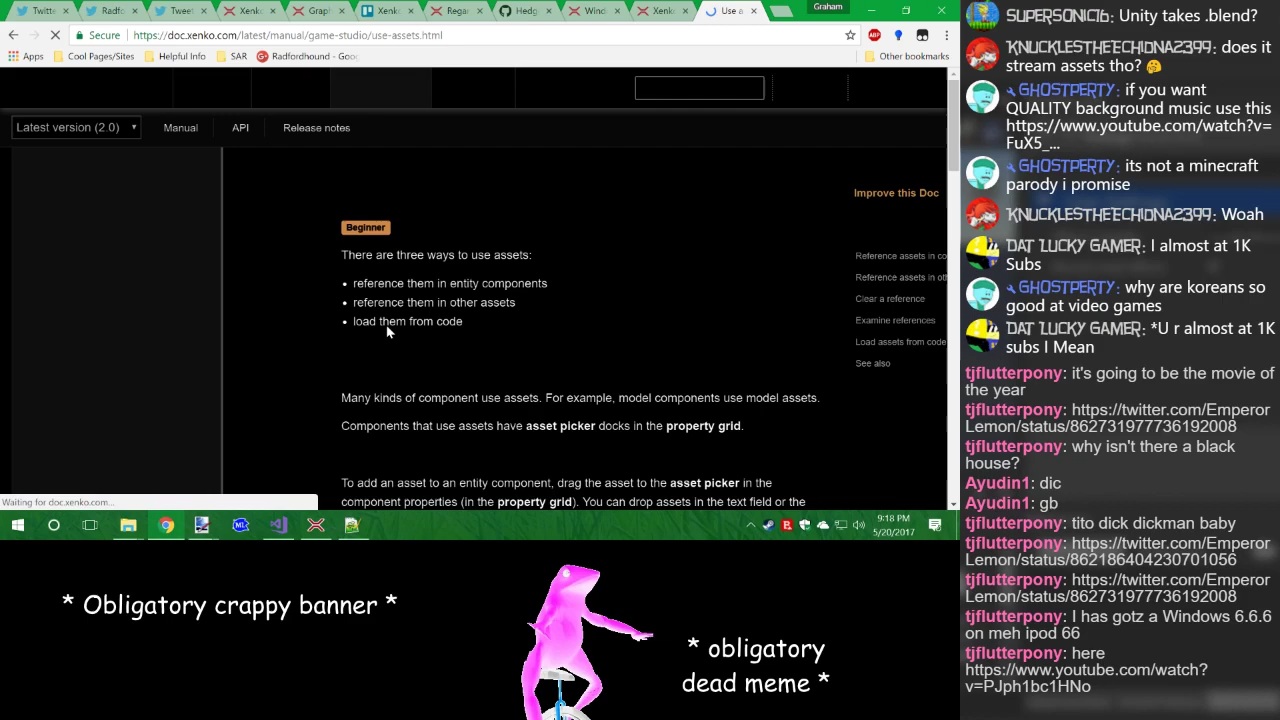 Twitte
Radfo
Tweet
Xenko
Graph
Xenko
Regar
Hedg
Wind
Xenko
Use a
Graham
Secure
https://doc.xenko.com/latest/manual/game-studio/use-assets.html
Apps
Cool Pages/Sites
Helpful Info
SAR
Radfordhound - Goo
Other bookmarks
Latest version (2.0)
Manual
API
Release notes
Improve this Doc
Beginner
There are three ways to use assets:
• reference them in entity components
• reference them in other assets
• load them from code
Reference assets in co
Reference assets in oth
Clear a reference
Examine references
Load assets from code
See also
Many kinds of component use assets. For example, model components use model assets.
Components that use assets have asset picker docks in the property grid.
To add an asset to an entity component, drag the asset to the asset picker in the
component properties (in the property grid). You can drop assets in the text field or the
Waiting for doc.xenko.com...
9:18 PM
5/20/2017
* Obligatory crappy banner *
* obligatory
dead meme *
SUPERSONIC16: Unity takes .blend?
KNUCKLESTHEECHIDNA2399: does it
stream assets tho? 🤔
GHOSTPERTY: if you want
QUALITY background music use this
https://www.youtube.com/watch?v=
FuX5_...
GHOSTPERTY: its not a minecraft
parody i promise
KNUCKLESTHEECHIDNA2399: Woah
DAT LUCKY GAMER: I almost at 1K
Subs
GHOSTPERTY: why are koreans so
good at video games
DAT LUCKY GAMER: *U r almost at 1K
subs I Mean
tjflutterpony: it's going to be the movie of
the year
tjflutterpony: https://twitter.com/Emperor
Lemon/status/862731977736192008
tjflutterpony: why isn't there a black
house?
Ayudin1: dic
Ayudin1: gb
tjflutterpony: tito dick dickman baby
tjflutterpony: https://twitter.com/Emperor
Lemon/status/862186404230701056
tjflutterpony: https://twitter.com/Emperor
Lemon/status/862731977736192008
tjflutterpony: I has gotz a Windows 6.6.6
on meh ipod 66
tjflutterpony: here
https://www.youtube.com/watch?
v=PJph1bc1HNo